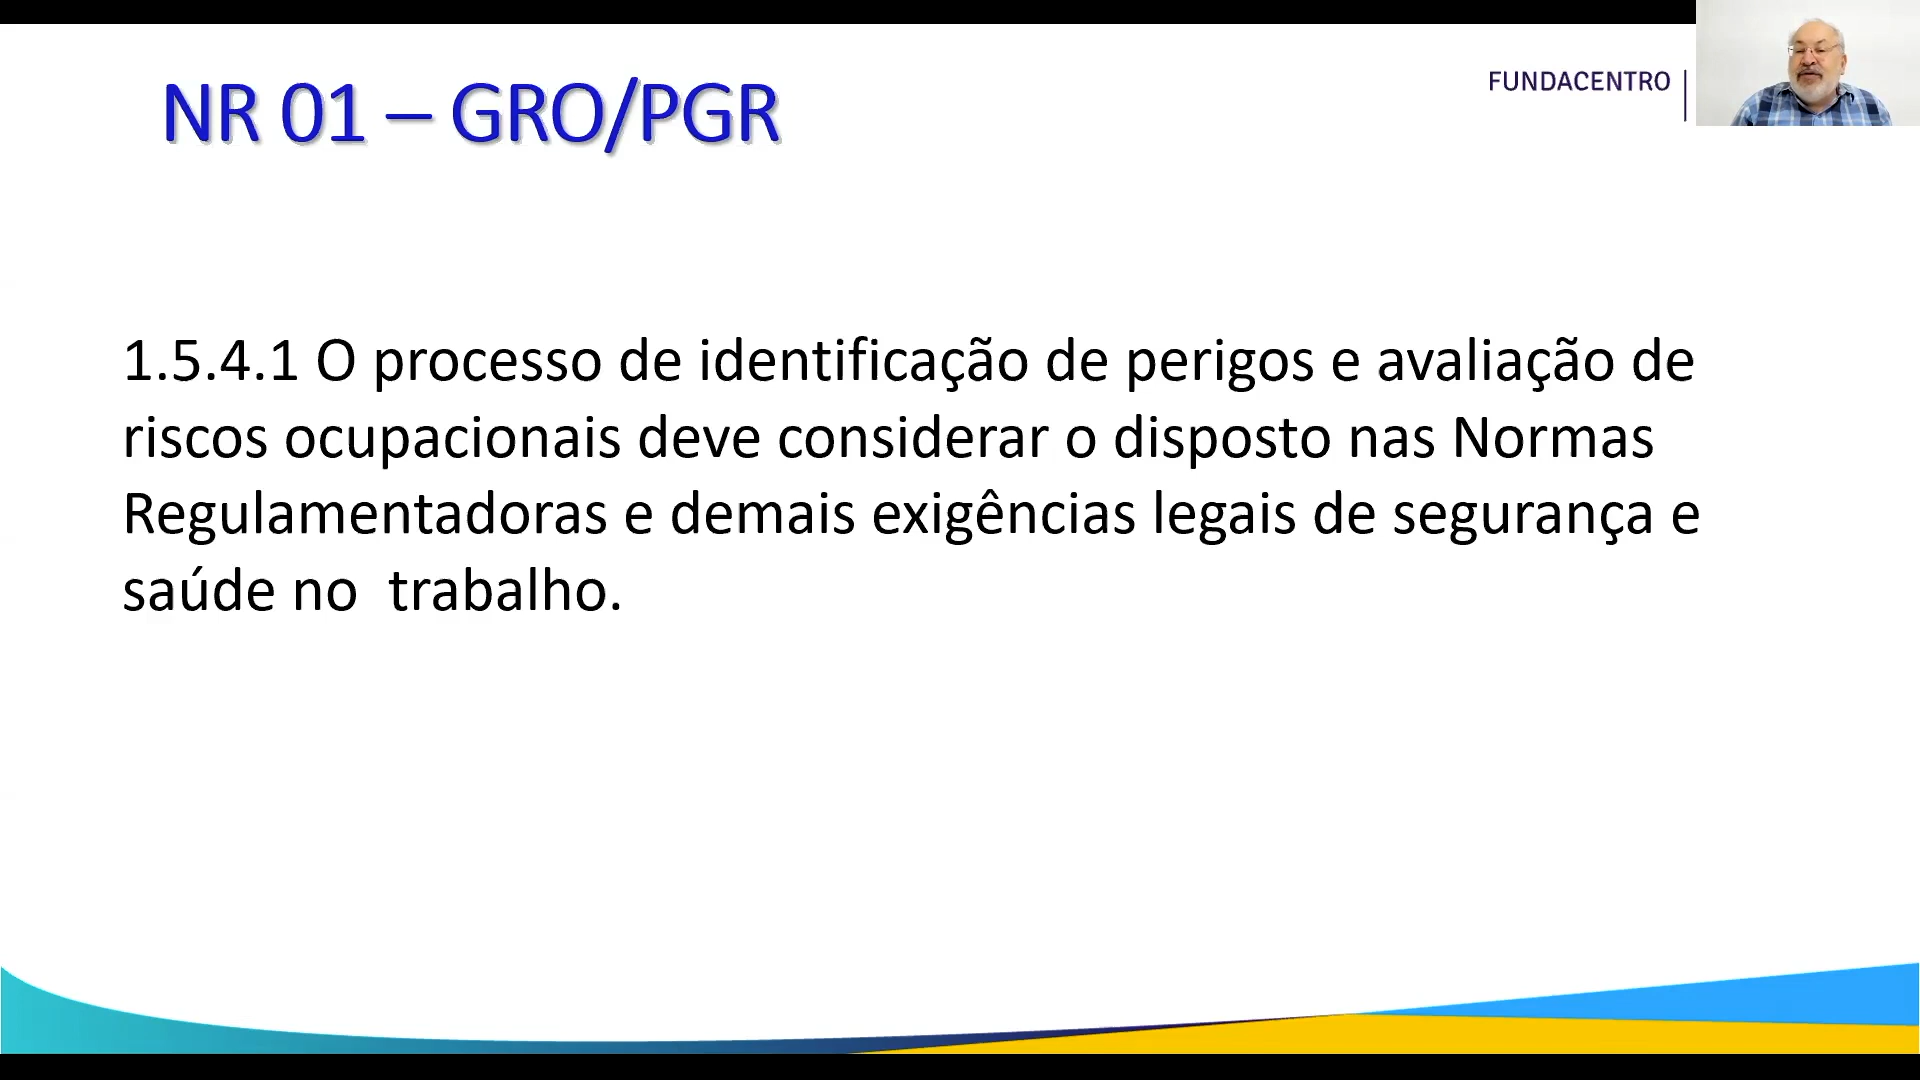 NR 01 – GRO/PGR
FUNDACENTRO
1.5.4.1 O processo de identificação de perigos e avaliação de
riscos ocupacionais deve considerar o disposto nas Normas
Regulamentadoras e demais exigências legais de segurança e
saúde no  trabalho.